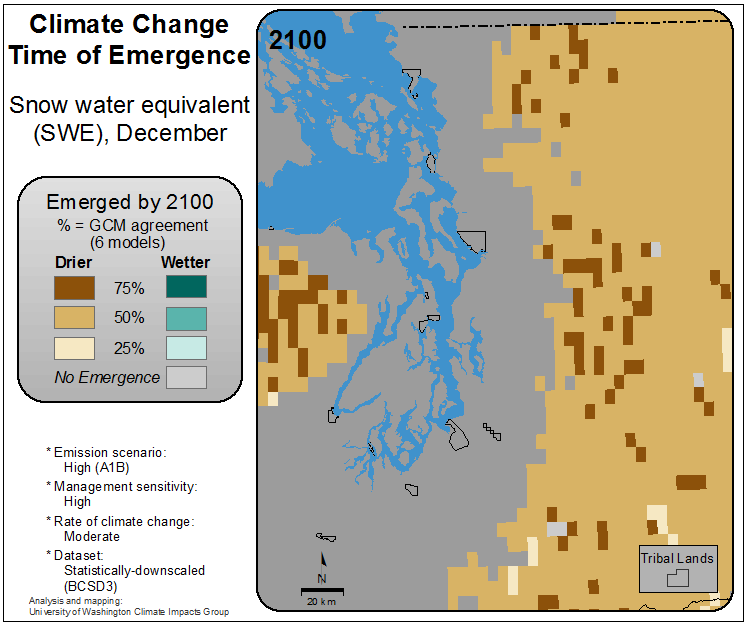 Climate Change
Time of Emergence
Snow water equivalent
(SWE), December
Emerged by 2100
% = GCM agreement
(6 models)
Drier Wetter
75%
50%
25%
No Emergence
* Emission scenario:
High (A1B)
* Management sensitivity:
High
* Rate of climate change:
Moderate
* Dataset:
Statistically-downscaled
(BCSD3)
Analysis and mapping:
University of Washington Climate Impacts Group
2100
N
20 km
Tribal Lands